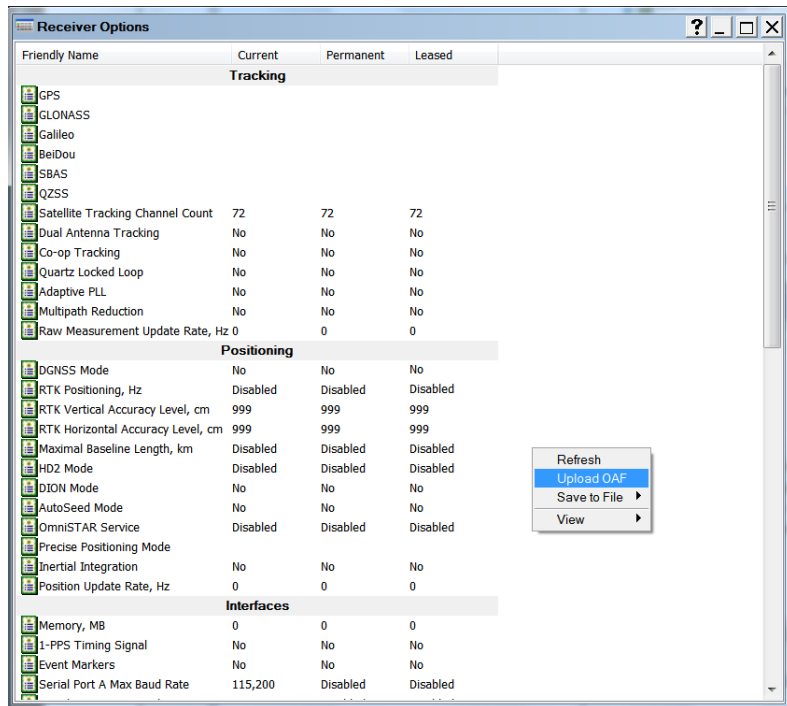 Receiver Options
Friendly Name Current Permanent Leased
Tracking
GPS
GLONASS
Galileo
BeiDou
SBAS
QZSS
Satellite Tracking Channel Count 72 72 72
Dual Antenna Tracking No No No
Co-op Tracking No No No
Quartz Locked Loop No No No
Adaptive PLL No No No
Multipath Reduction No No No
Raw Measurement Update Rate, Hz 0 0 0
Positioning
DGNSS Mode No No No
RTK Positioning, Hz Disabled Disabled Disabled
RTK Vertical Accuracy Level, cm 999 999 999
RTK Horizontal Accuracy Level, cm 999 999 999
Maximal Baseline Length, km Disabled Disabled Disabled
HD2 Mode Disabled Disabled Disabled
DION Mode No No No
AutoSeed Mode No No No
OmniSTAR Service Disabled Disabled Disabled
Precise Positioning Mode
Inertial Integration No No No
Position Update Rate, Hz 0 0 0
Interfaces
Memory, MB 0 0 0
1-PPS Timing Signal No No No
Event Markers No No No
Serial Port A Max Baud Rate 115,200 Disabled Disabled
Refresh
Upload OAF
Save to File
View